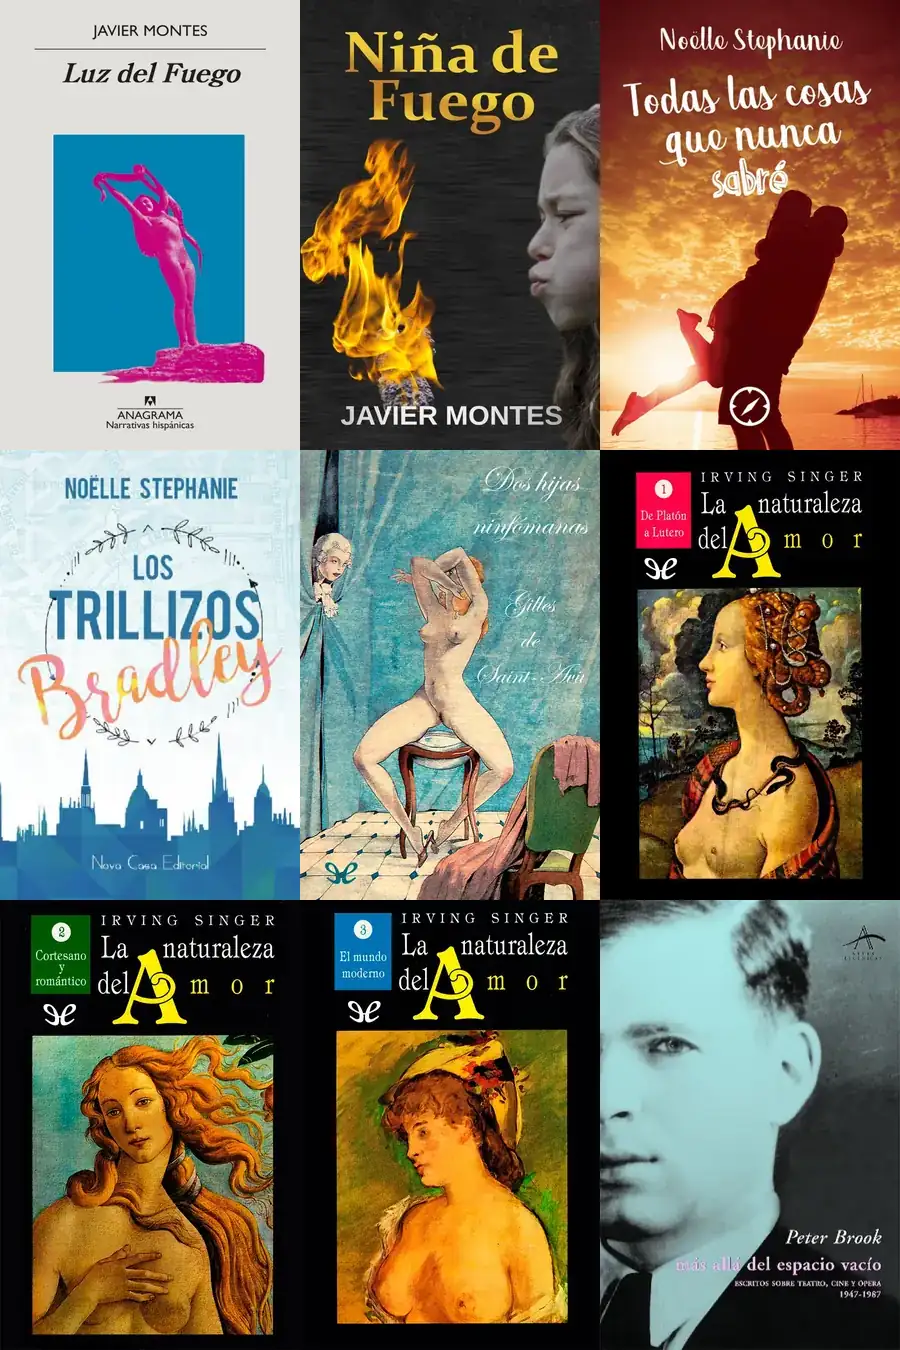 JAVIER MONTES
Luz del Fuego
ANAGRAMA
Narrativas hispánicas
Niña de
Fuego
JAVIER MONTES
Noëlle Stephanie
Todas las cosas
que nunca
sabré
NOËLLE STEPHANIE
LOS
TRILLIZOS
Bradley
Nova Casa Editorial
Dos hijas
ninfómanas
Gilles
de
Saint-Avit
1
De Platón
a Lutero
IRVING SINGER
La naturaleza
del Amor
2
Cortesano
y
romántico
IRVING SINGER
La naturaleza
del Amor
3
El mundo
moderno
IRVING SINGER
La naturaleza
del Amor
Peter Brook
más allá del espacio vacío
ESCRITOS SOBRE TEATRO, CINE Y ÓPERA
1947-1987